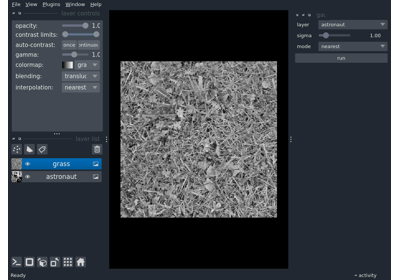 File View Plugins Window Help
layer controls
opacity: 1.0
contrast limits:
auto-contrast: once
gamma: 1.0
colormap: gra
blending: translu
interpolation: nearest
layer list
grass
astronaut
Ready
layer astronaut
sigma 1.00
mode nearest
run
activity